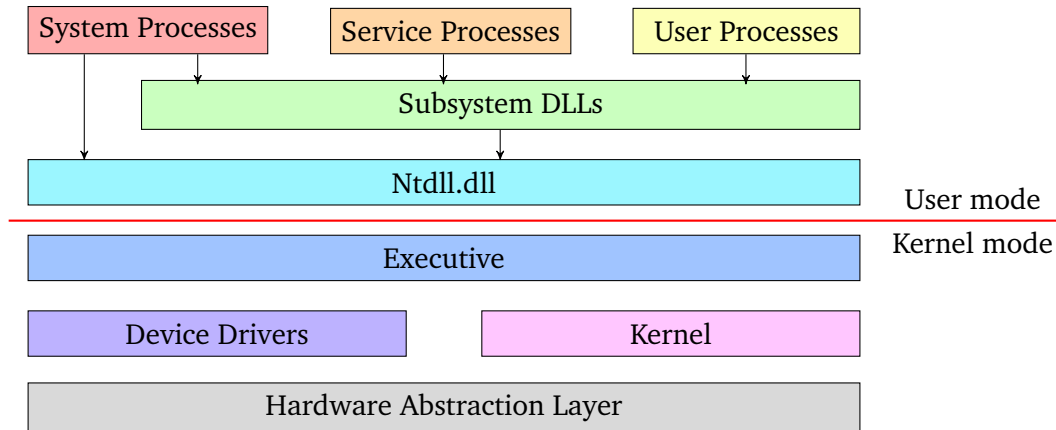 System Processes
Service Processes
User Processes
Subsystem DLLs
Ntdll.dll
User mode
Kernel mode
Executive
Device Drivers
Kernel
Hardware Abstraction Layer